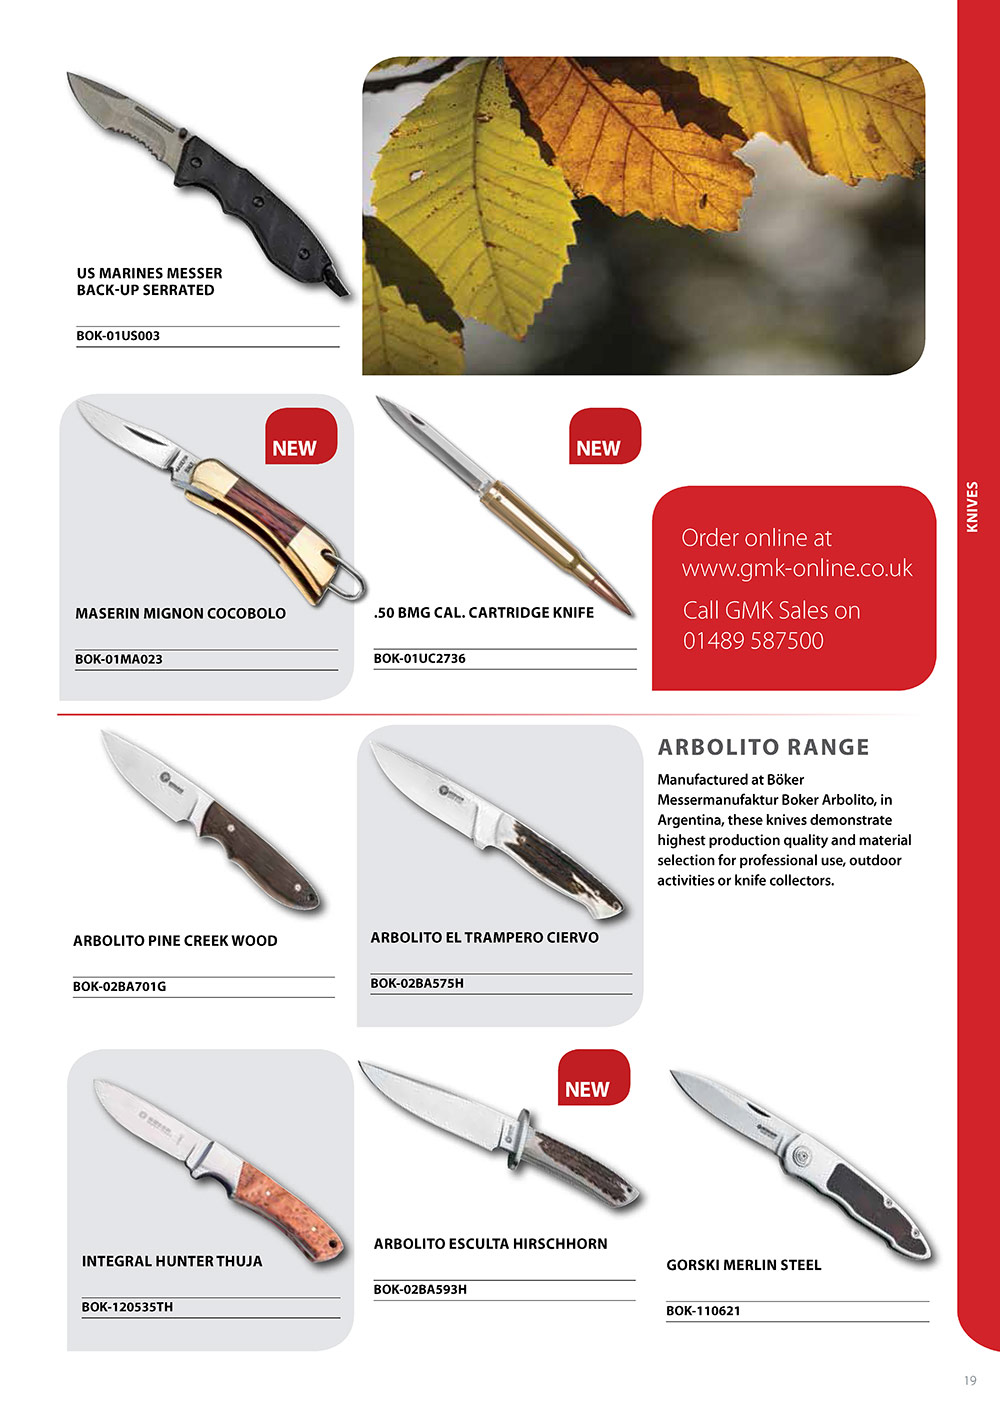 US MARINES MESSER
BACK-UP SERRATED
BOK-01US003
NEW
MASERIN MIGNON COCOBOLO
BOK-01MA023
NEW
.50 BMG CAL. CARTRIDGE KNIFE
BOK-01UC2736
Order online at
www.gmk-online.co.uk
Call GMK Sales on
01489 587500
KNIVES
ARBOLITO PINE CREEK WOOD
BOK-02BA701G
ARBOLITO EL TRAMPERO CIERVO
BOK-02BA575H
ARBOLITO RANGE
Manufactured at Böker
Messermanufaktur Boker Arbolito, in
Argentina, these knives demonstrate
highest production quality and material
selection for professional use, outdoor
activities or knife collectors.
INTEGRAL HUNTER THUJA
BOK-120535TH
NEW
ARBOLITO ESCULTA HIRSCHHORN
BOK-02BA593H
GORSKI MERLIN STEEL
BOK-110621
19